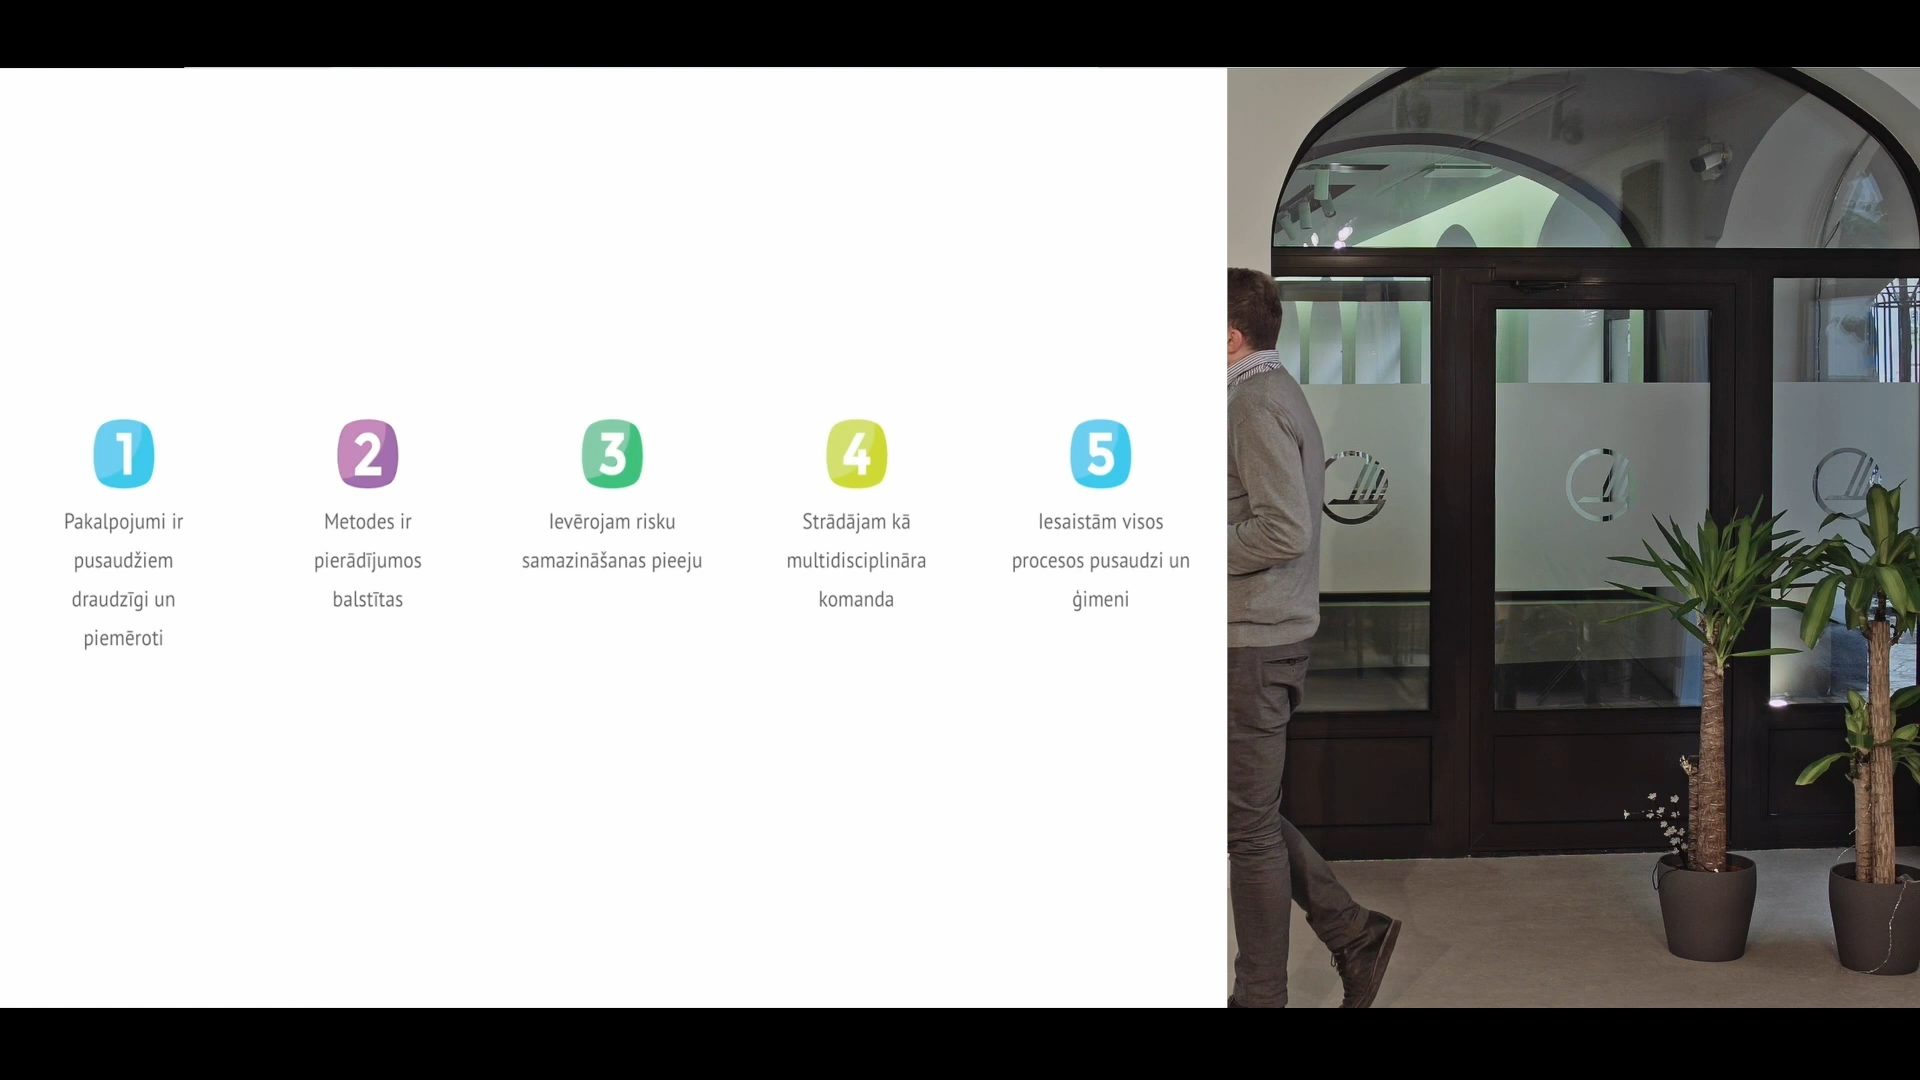 1
Pakalpojumi ir
pusaudžiem
draudzīgi un
piemēroti
2
Metodes ir
pierādījumos
balstītas
3
Ievērojam risku
samazināšanas pieeju
4
Strādājam kā
multidisciplināra
komanda
5
Iesaistām visos
procesos pusaudzi un
ģimeni